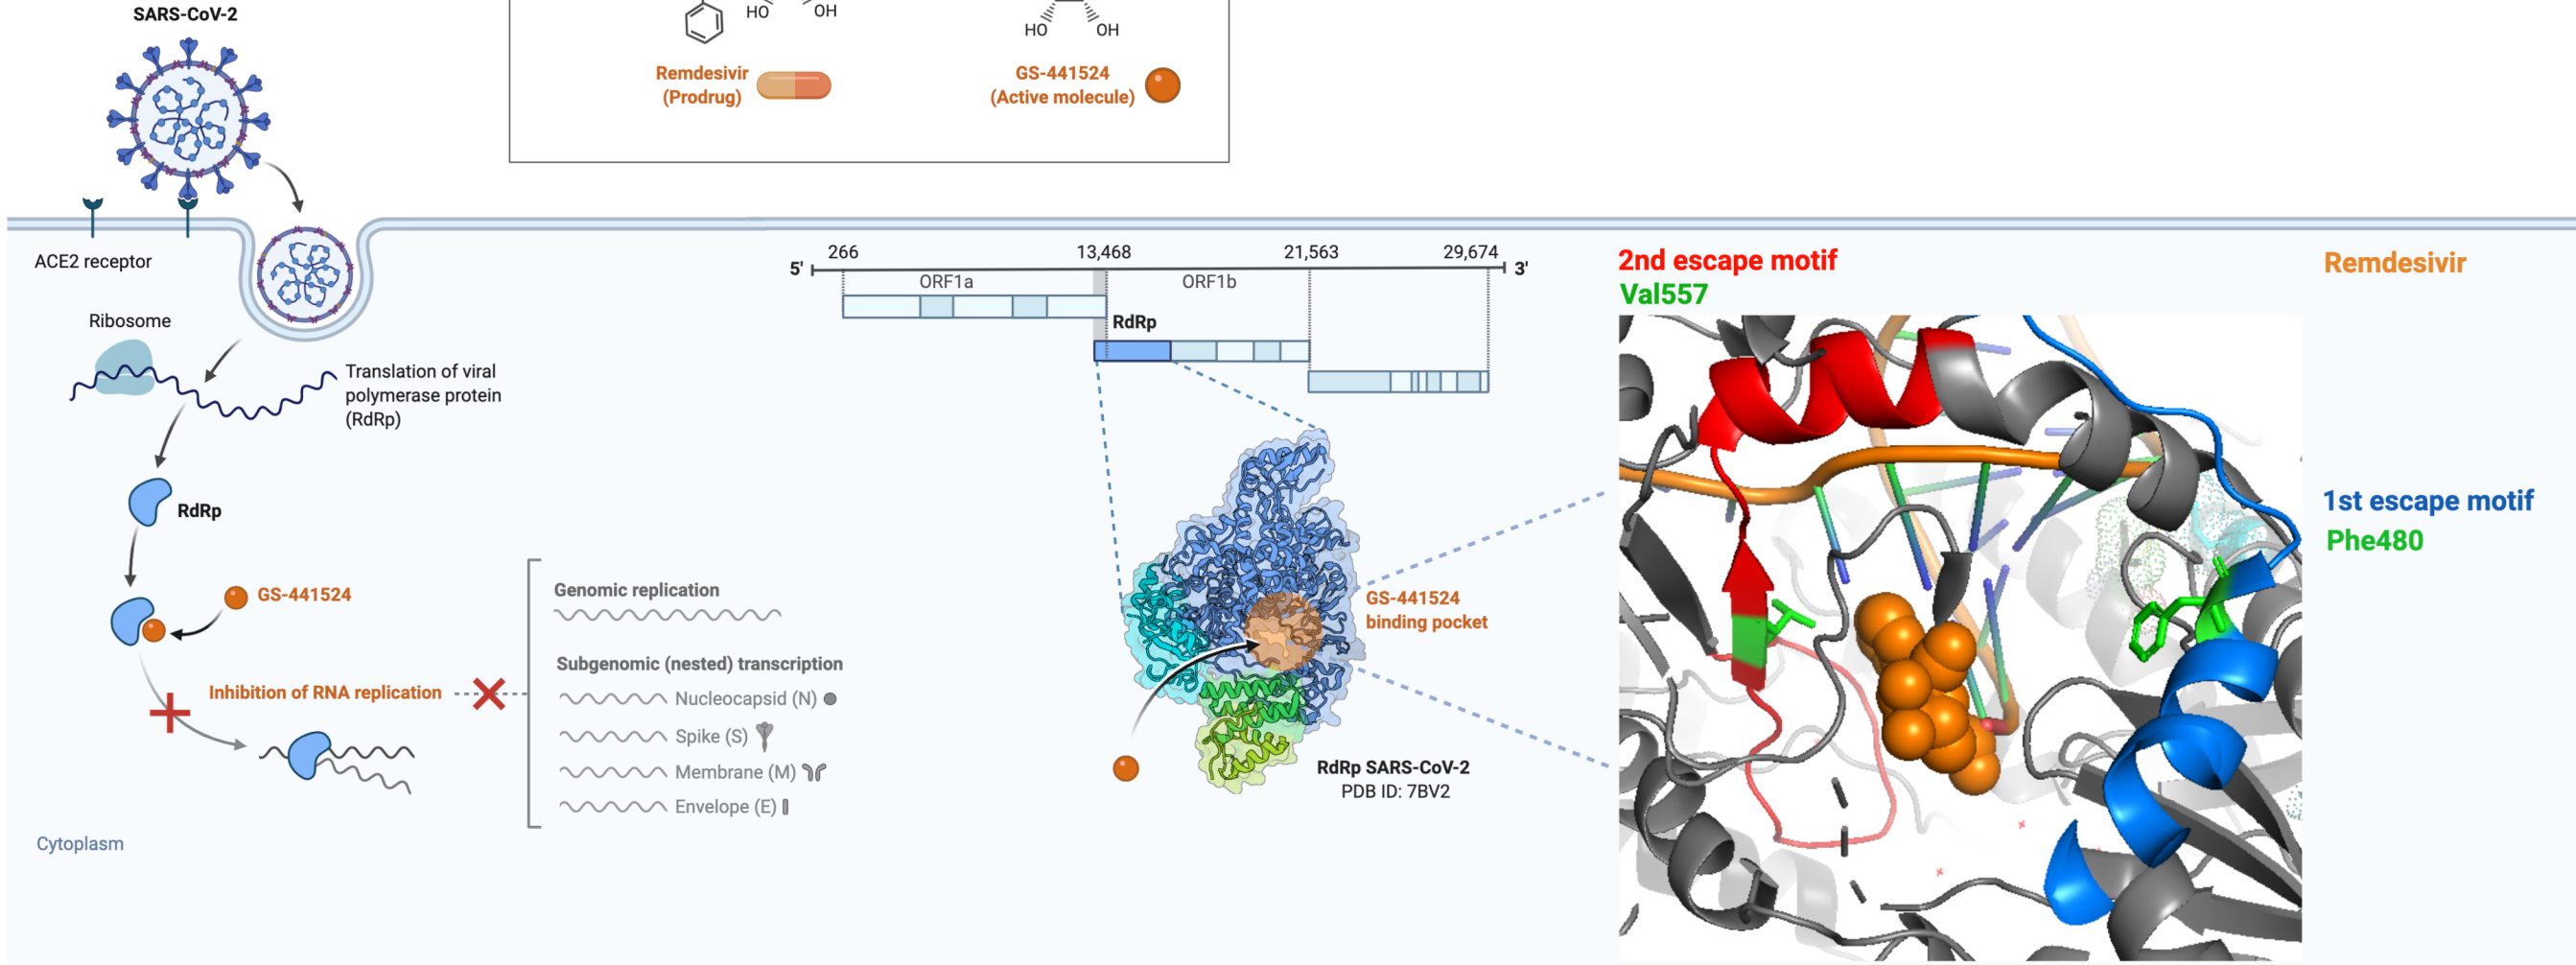 SARS-CoV-2
HO
OH
HO
OH
Remdesivir
(Prodrug)
GS-441524
(Active molecule)
ACE2 receptor
Ribosome
Translation of viral
polymerase protein
(RdRp)
RdRp
GS-441524
Inhibition of RNA replication
Genomic replication
Subgenomic (nested) transcription
Nucleocapsid (N)
Spike (S)
Membrane (M)
Envelope (E)
Cytoplasm
266
13,468
21,563
29,674
5'
3'
ORF1a
ORF1b
RdRp
GS-441524
binding pocket
RdRp SARS-CoV-2
PDB ID: 7BV2
2nd escape motif
Val557
Remdesivir
1st escape motif
Phe480